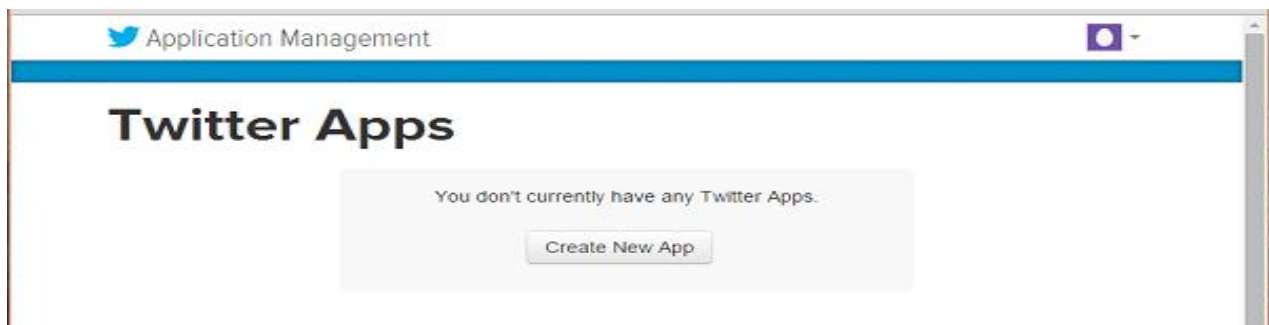 Application Management
Twitter Apps
You don't currently have any Twitter Apps.
Create New App